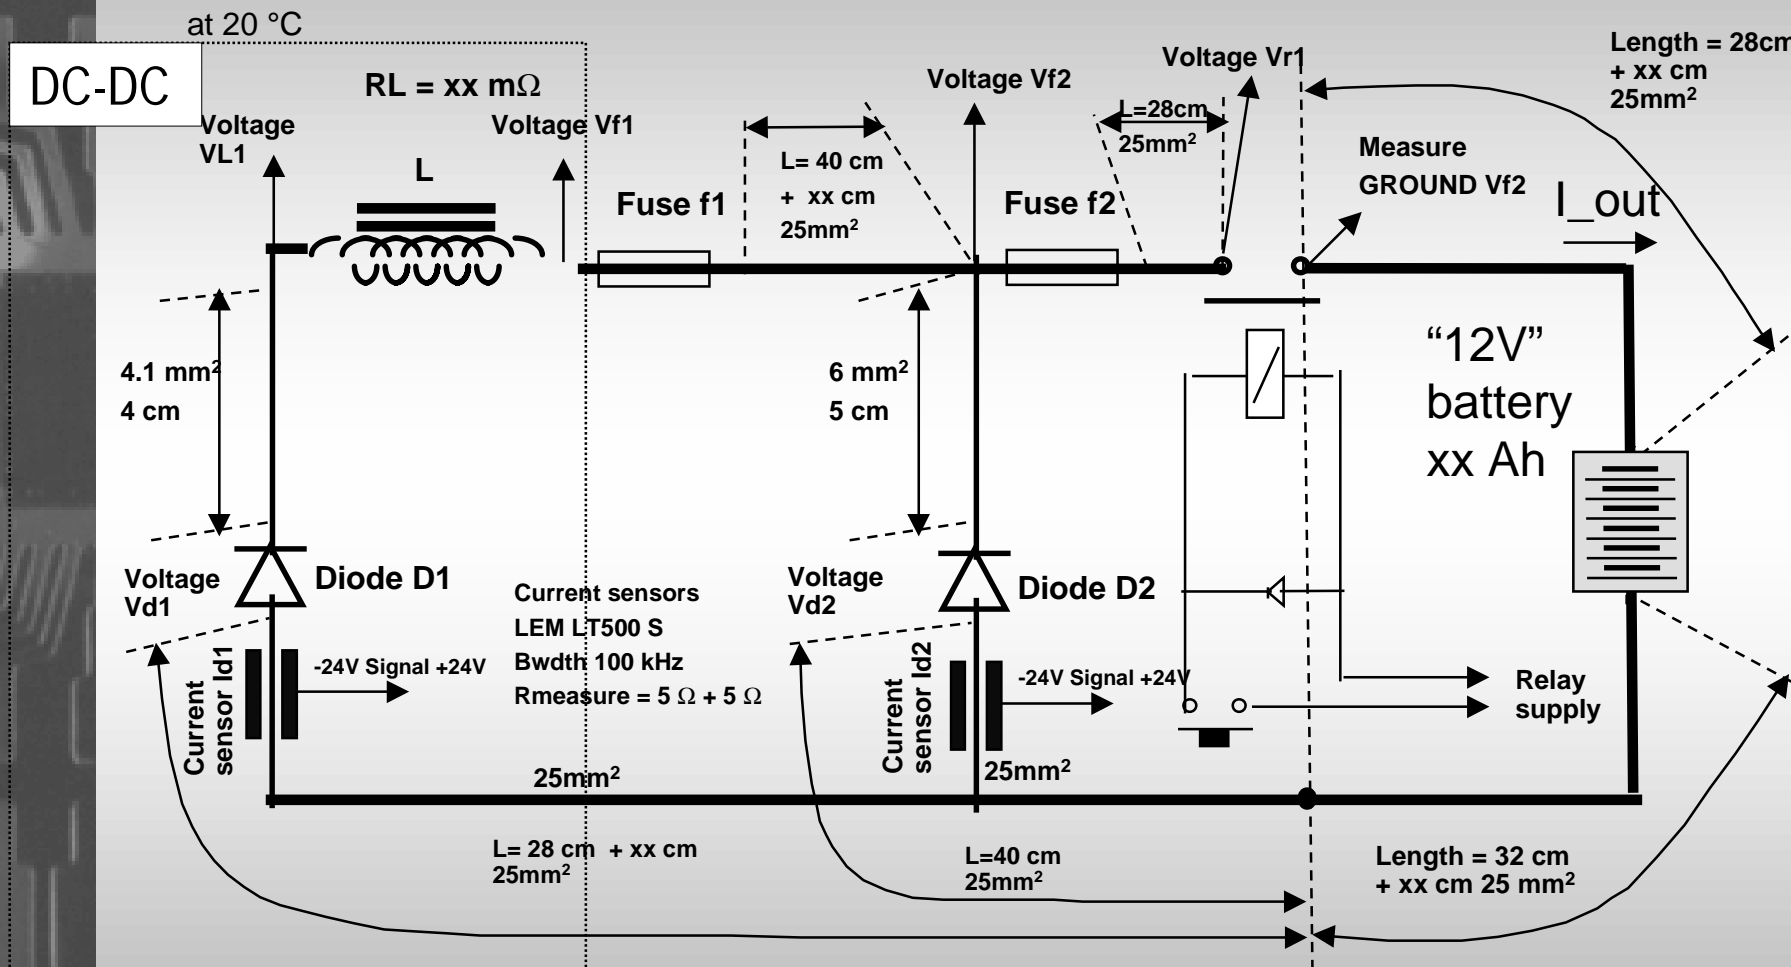 at 20 °C
DC-DC
RL = xx mΩ
Voltage
VL1
L
Voltage Vf1
Fuse f1
L= 40 cm
+ xx cm
25mm²
Voltage Vf2
Fuse f2
L=28cm
25mm²
Voltage Vr1
Measure
GROUND Vf2
I_out
Length = 28cm
+ xx cm
25mm²
4.1 mm²
4 cm
6 mm²
5 cm
“12V”
battery
xx Ah
Voltage
Vd1
Diode D1
Current sensors
LEM LT500 S
Bwdth 100 kHz
Rmeasure = 5 Ω + 5 Ω
Voltage
Vd2
Diode D2
Current
sensor Id1
-24V Signal +24V
Current
sensor Id2
-24V Signal +24V
Relay
supply
25mm²
25mm²
L= 28 cm + xx cm
25mm²
L=40 cm
25mm²
Length = 32 cm
+ xx cm 25 mm²